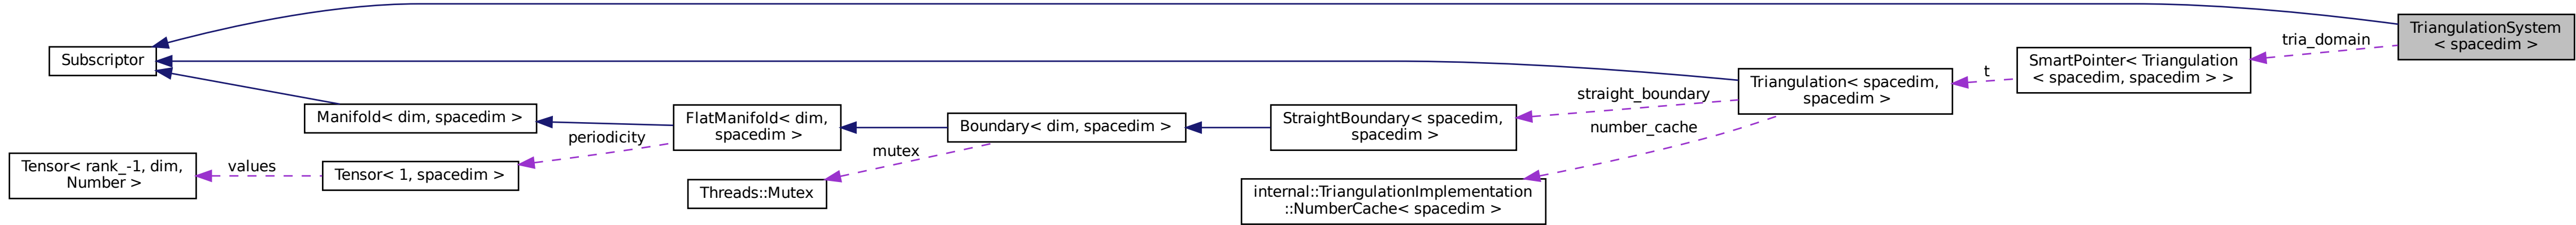 TriangulationSystem
< spacedim >
tria_domain
SmartPointer< Triangulation
< spacedim, spacedim > >
t
Triangulation< spacedim,
spacedim >
straight_boundary
number_cache
StraightBoundary< spacedim,
spacedim >
internal::TriangulationImplementation
::NumberCache< spacedim >
Boundary< dim, spacedim >
mutex
Threads::Mutex
FlatManifold< dim,
spacedim >
periodicity
Manifold< dim, spacedim >
Tensor< 1, spacedim >
values
Tensor< rank_-1, dim,
Number >
Subscriptor